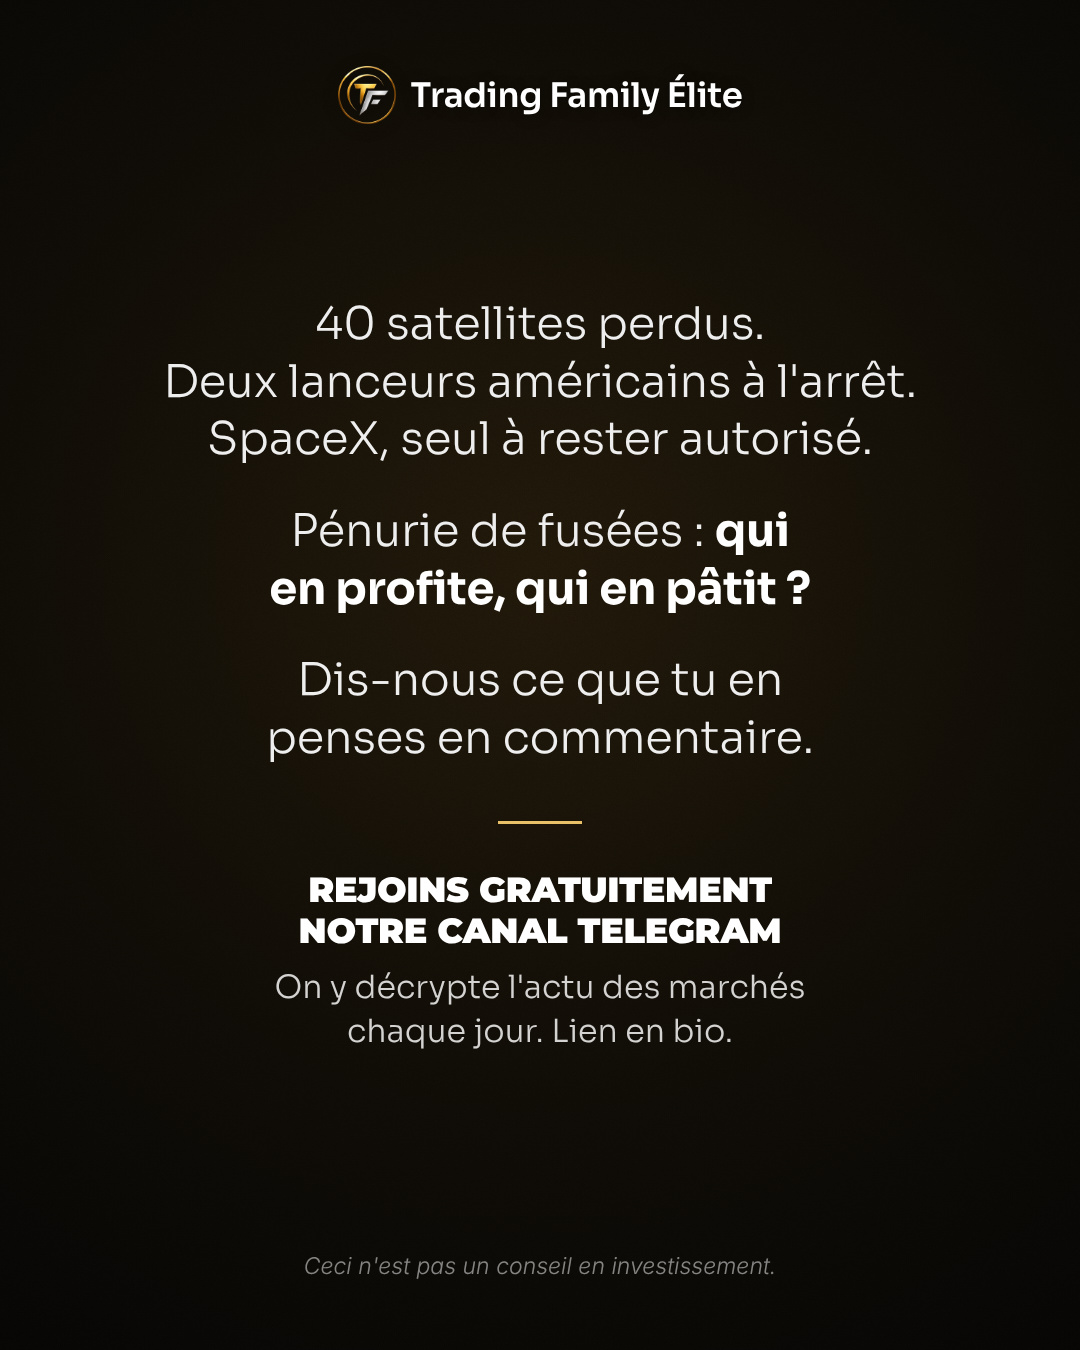 TF Trading Family Élite
40 satellites perdus.
Deux lanceurs américains à l'arrêt.
SpaceX, seul à rester autorisé.
Pénurie de fusées : qui
en profite, qui en pâtit ?
Dis-nous ce que tu en
penses en commentaire.
REJOINS GRATUITEMENT
NOTRE CANAL TELEGRAM
On y décrypte l'actu des marchés
chaque jour. Lien en bio.
Ceci n'est pas un conseil en investissement.